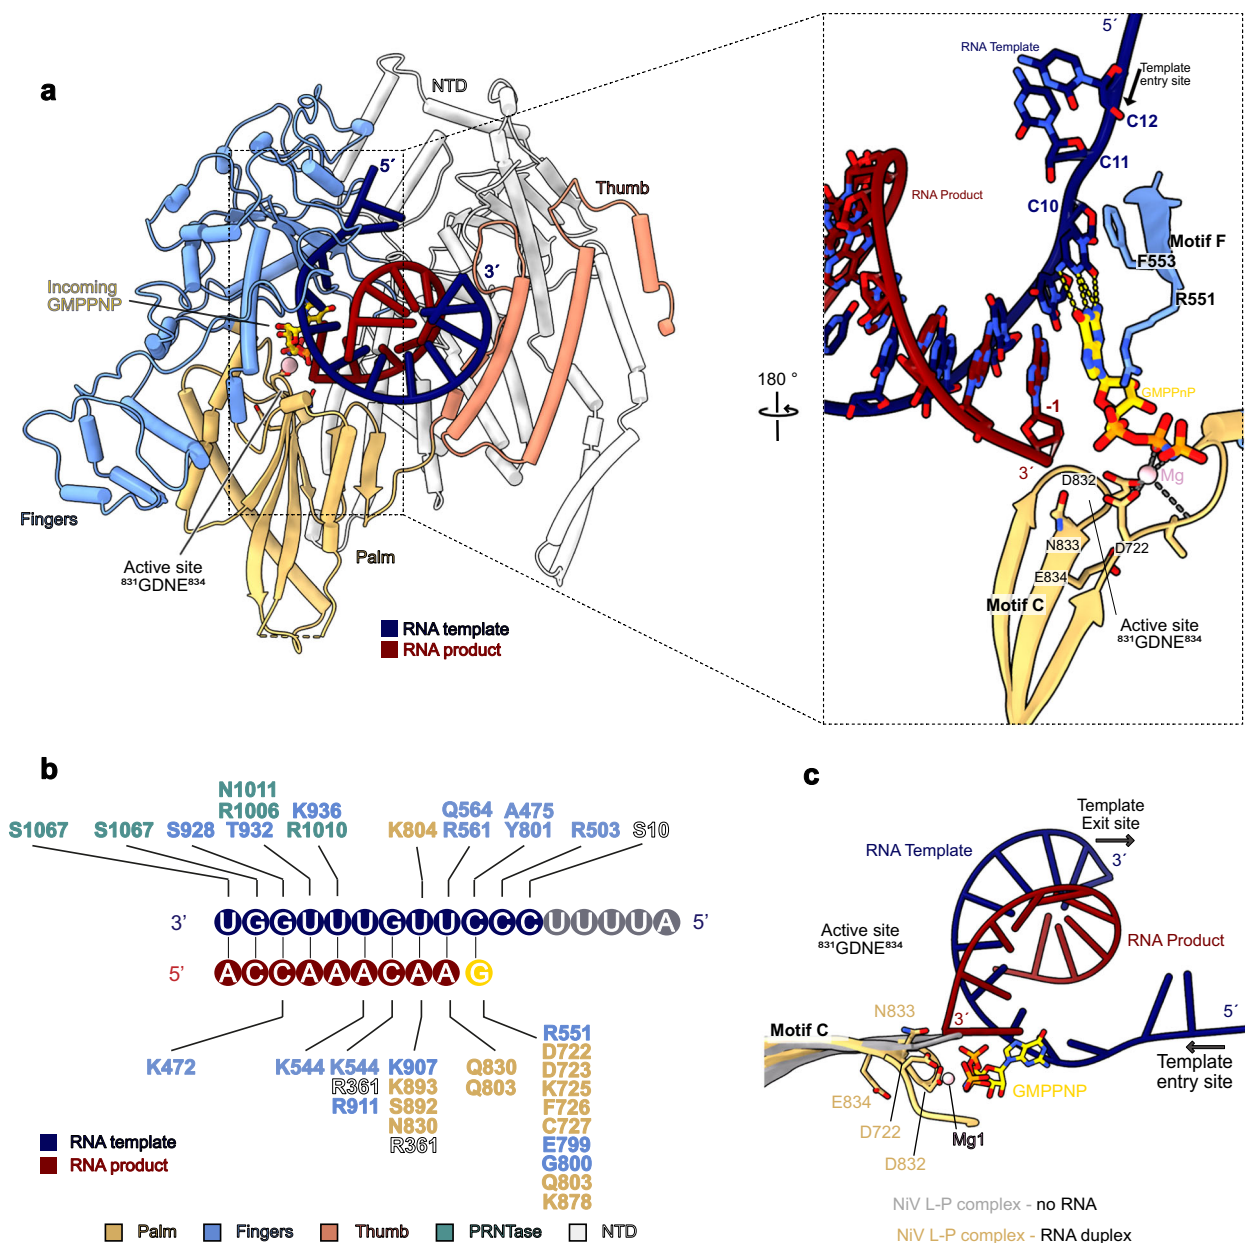 a
NTD
5´
Thumb
3´
Incoming
GMPPNP
Fingers
Active site
⁸³¹GDNE⁸³⁴
Palm
RNA template
RNA product
180 °
5´
RNA Template
Template
entry site
C12
C11
C10
RNA Product
Motif F
F553
R551
GMPPnP
-1
3´
Mg
D832
N833
D722
E834
Motif C
Active site
⁸³¹GDNE⁸³⁴
b
N1011
R1006 K936 Q564 A475
S1067 S1067 S928 T932 R1010 K804 R561 Y801 R503 S10
3’ U G G U U U G U U C C C U U U U A 5’
5’ A C C A A A C A A G
K472 K544 K544 K907 Q830 R551
R361 K893 Q803 D722
R911 S892 D723
N830 K725
R361 F726
C727
E799
G800
Q803
K878
RNA template
RNA product
Palm Fingers Thumb PRNTase NTD
c
Template
Exit site
3´
RNA Template
Active site
⁸³¹GDNE⁸³⁴
RNA Product
N833
3´
5´
Motif C
Template
entry site
GMPPNP
E834
D722
Mg1
D832
NiV L-P complex - no RNA
NiV L-P complex - RNA duplex